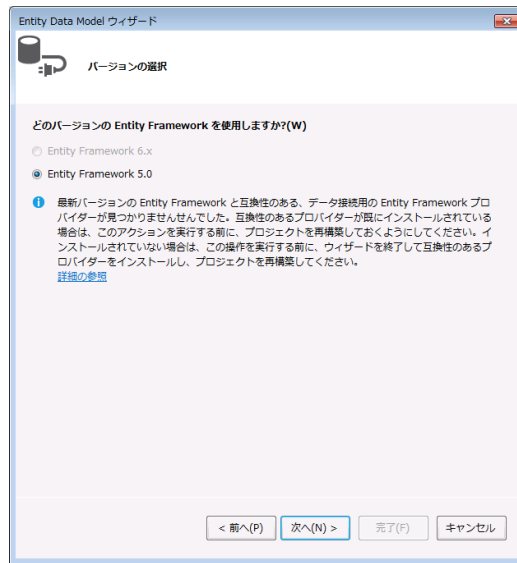 Entity Data Model ウィザード
バージョンの選択
どのバージョンの Entity Framework を使用しますか?(W)
Entity Framework 6.x
Entity Framework 5.0
最新バージョンの Entity Framework と互換性のある、データ接続用の Entity Framework プロ
バイダーが見つかりませんせんでした。互換性のあるプロバイダーが既にインストールされている
場合は、このアクションを実行する前に、プロジェクトを再構築しておくようにしてください。イ
ンストールされていない場合は、この操作を実行する前に、ウィザードを終了して互換性のあるプ
ロバイダーをインストールし、プロジェクトを再構築してください。
詳細の参照
< 前へ(P) 次へ(N) > 完了(F) キャンセル